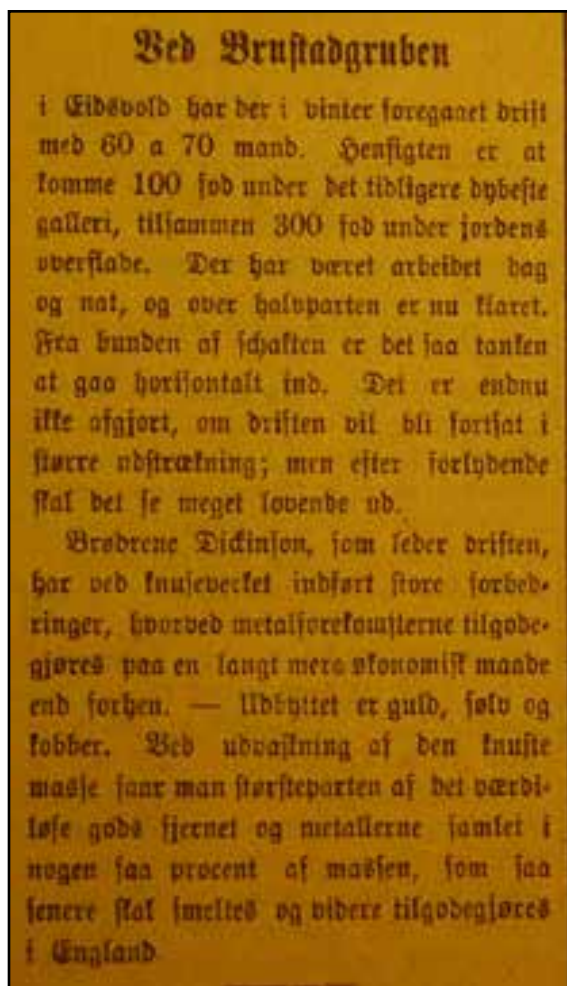 Ved Brustadgruben
i Eidsvold har der i vinter foregaaet drift
med 60 a 70 mand. Hensigten er at
komme 100 fod under det tidligere dybeste
galleri, tilsammen 300 fod under jordens
overflade. Der har været arbeidet dag
og nat, og over halvparten er nu klaret.
Fra bunden af schakten er det saa tanken
at gaa horisontalt ind. Det er endnu
ikke afgjort, om driften vil bli fortsat i
større udstrækning; men efter forlydende
skal det se meget lovende ud.
Brødrene Dickinson, som leder driften,
har ved knuseverket indført store forbed-
ringer, hvorved metalforekomsterne tilgode-
gjøres paa en langt mere økonomisk maade
end forhen. — Udbyttet er guld, sølv og
kobber. Ved udvaskning af den knuste
masse faar man størsteparten af det værdi-
løse gods fjernet og metallerne samlet i
nogen faa procent af massen, som saa
senere skal smeltes og videre tilgodegjøres
i England